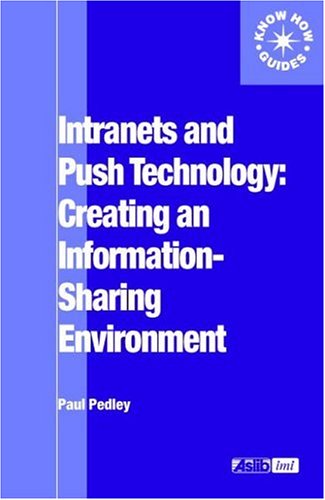 KNOW HOW
GUIDES
Intranets and
Push Technology:
Creating an
Information-
Sharing
Environment
Paul Pedley
Aslib imi